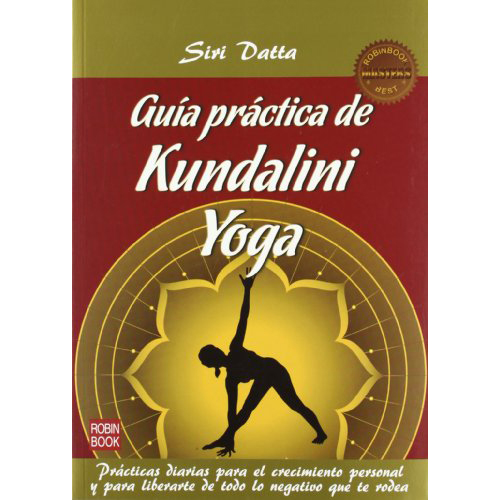 Siri Datta
ROBINBOOK
MASTERS
BEST
Guía práctica de
Kundalini
Yoga
ROBIN
BOOK
Prácticas diarias para el crecimiento personal
y para liberarte de todo lo negativo que te rodea